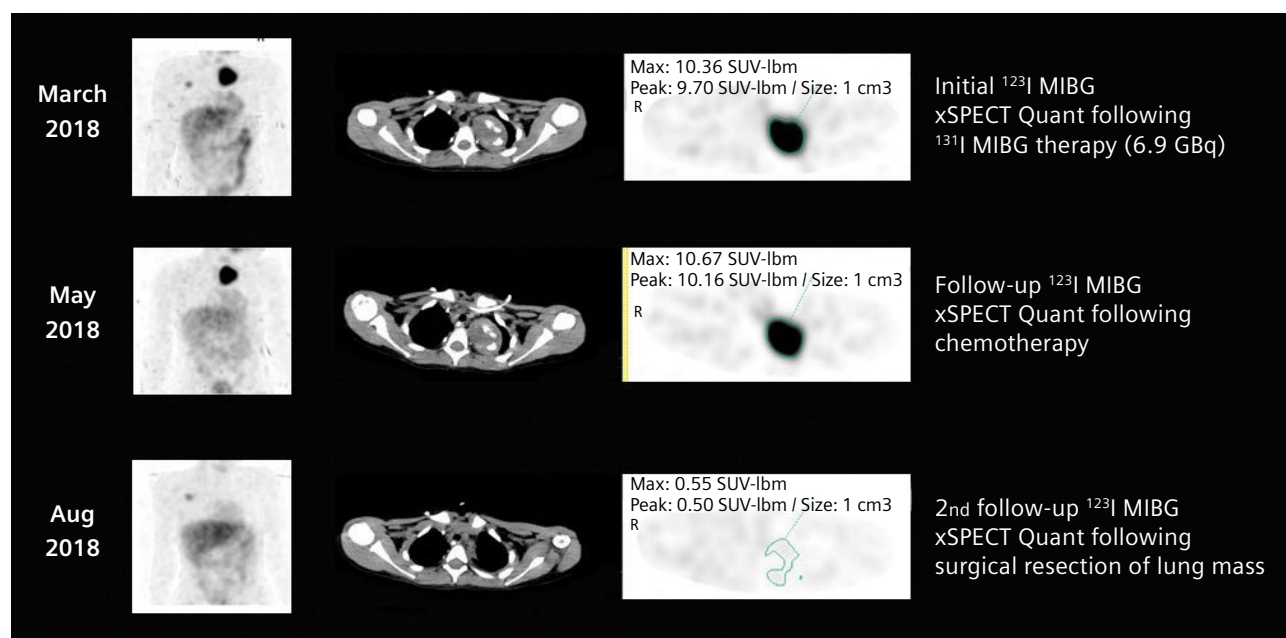 March
2018
Max: 10.36 SUV-lbm
Peak: 9.70 SUV-lbm / Size: 1 cm3
R
Initial ¹²³I MIBG
xSPECT Quant following
¹³¹I MIBG therapy (6.9 GBq)
May
2018
Max: 10.67 SUV-lbm
Peak: 10.16 SUV-lbm / Size: 1 cm3
R
Follow-up ¹²³I MIBG
xSPECT Quant following
chemotherapy
Aug
2018
Max: 0.55 SUV-lbm
Peak: 0.50 SUV-lbm / Size: 1 cm3
R
2nd follow-up ¹²³I MIBG
xSPECT Quant following
surgical resection of lung mass